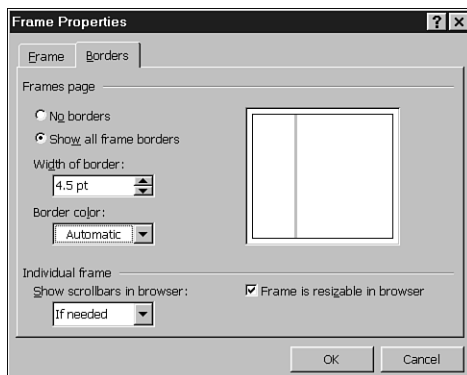 Frame Properties
Frame Borders
Frames page
No borders
Show all frame borders
Width of border:
4.5 pt
Border color:
Automatic
Individual frame
Show scrollbars in browser:
Frame is resizable in browser
If needed
OK Cancel